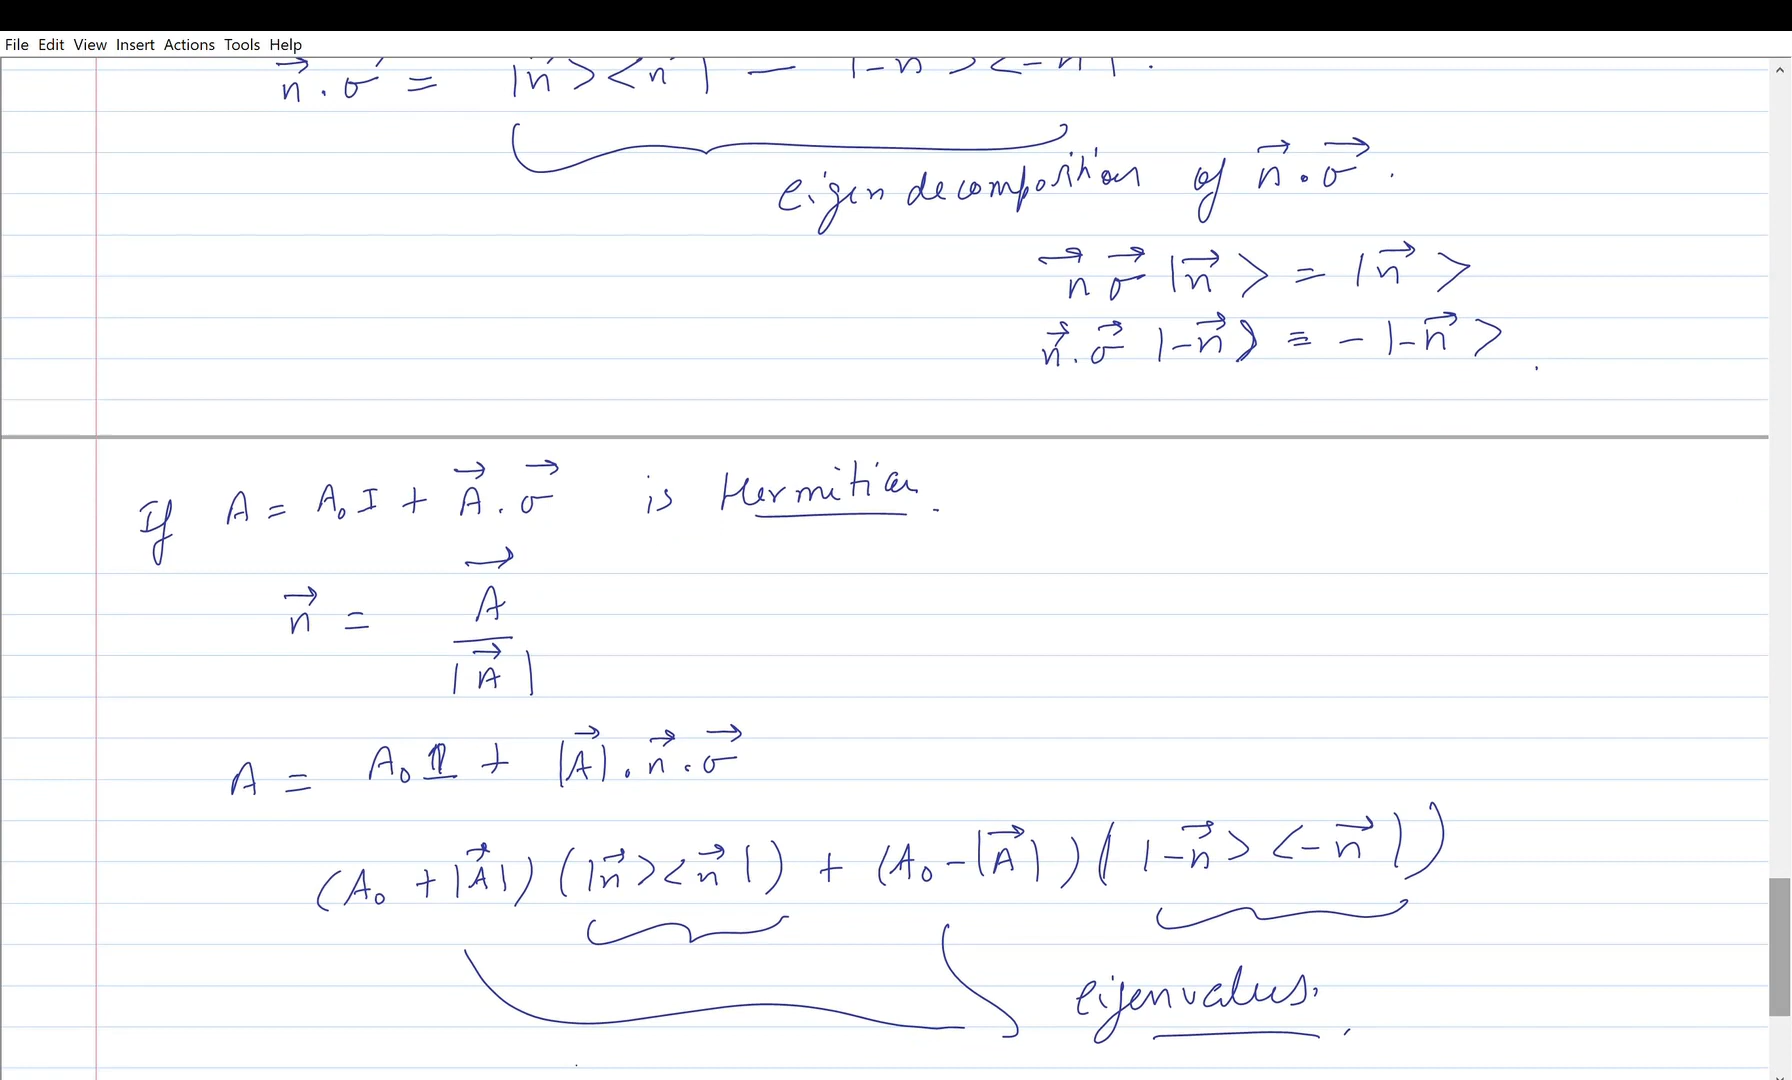 File Edit View Insert Actions Tools Help
n⃗ . σ⃗ = |n⃗><n⃗| — |-n⃗><-n⃗| .
eigen decomposition of n⃗ . σ⃗ .
n⃗ σ⃗ |n⃗> = |n⃗>
n⃗ . σ⃗ |-n⃗> = - |-n⃗> .
If A = A₀ I + A⃗ . σ⃗ is Hermitian .
n⃗ = A⃗ / |A⃗|
A = A₀ 𝟙 + |A⃗| . n⃗ . σ⃗
(A₀ + |A⃗|) (|n⃗><n⃗|) + (A₀ - |A⃗|) (|-n⃗><-n⃗|)
eigenvalues .